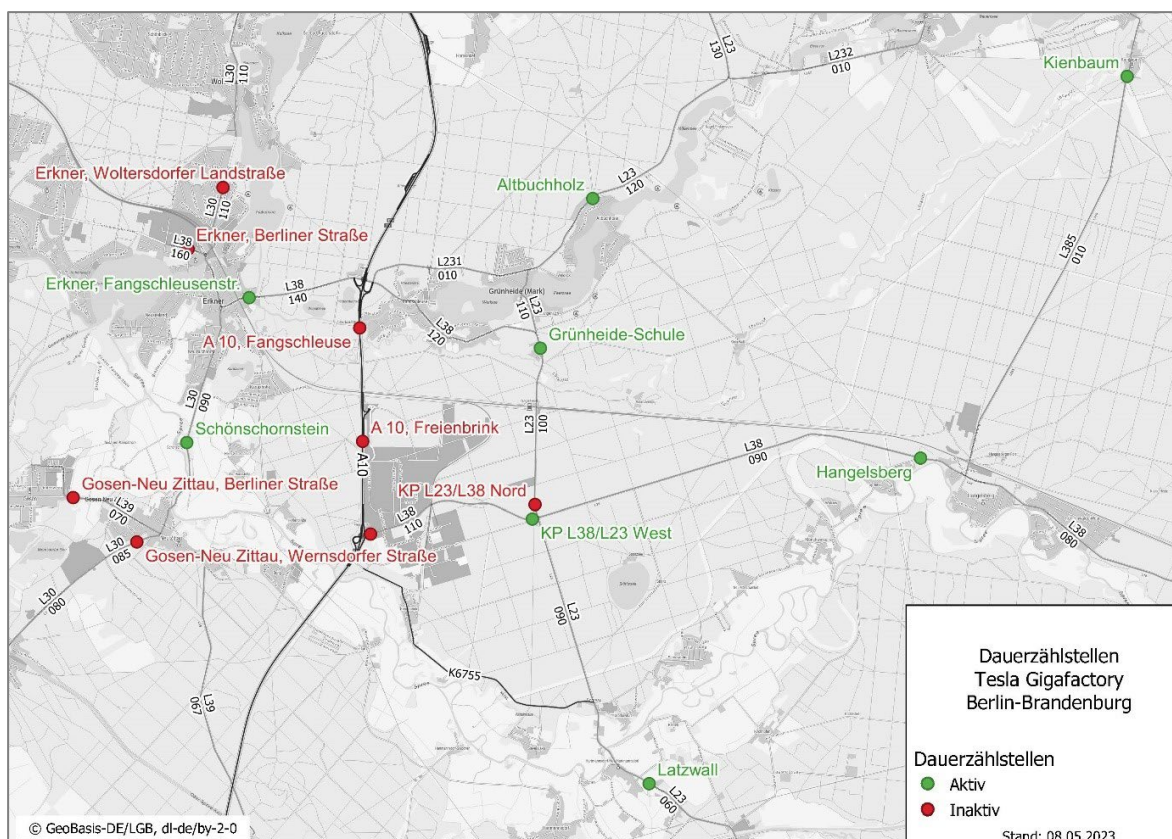 L30
110
L23
130
L232
010
Kienbaum
Erkner, Woltersdorfer Landstraße
L30
110
Altbuchholz
L23
120
Erkner, Berliner Straße
L38
160
L385
010
L231
010
Erkner, Fangschleusenstr.
Erkner
L38
140
Grünheide (Mark)
L23
110
A 10, Fangschleuse
L38
120
Grünheide-Schule
L30
090
L23
100
Schönschornstein
A 10, Freienbrink
A10
L38
090
Hangelsberg
Gosen-Neu Zittau, Berliner Straße
L39
070
KP L23/L38 Nord
L38
110
KP L38/L23 West
L38
080
L30
085
Gosen-Neu Zittau, Wernsdorfer Straße
L30
080
L23
090
K6755
L39
067
Latzwall
L23
060
Dauerzählstellen
Tesla Gigafactory
Berlin-Brandenburg
Dauerzählstellen
Aktiv
Inaktiv
Stand: 08.05.2023
© GeoBasis-DE/LGB, dl-de/by-2-0